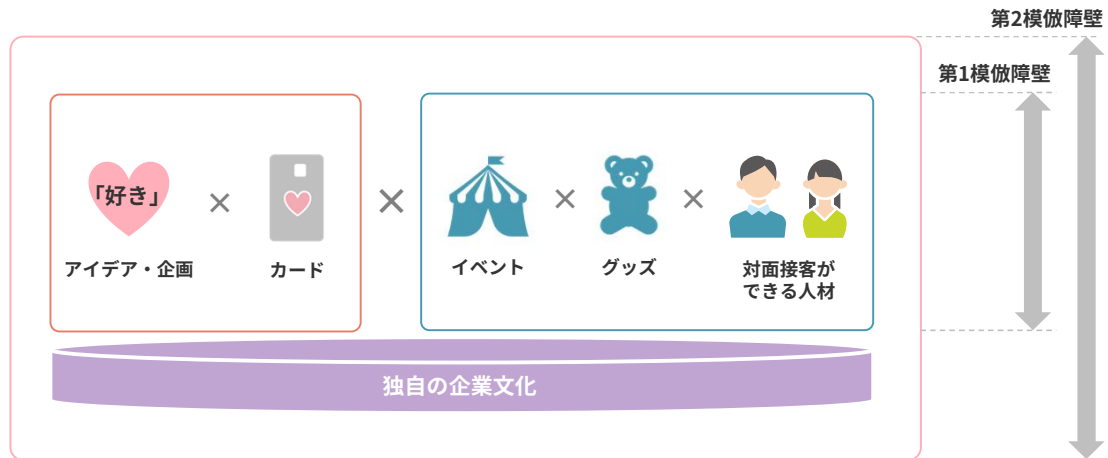 第2模倣障壁
第1模倣障壁
「好き」
×
×
×
×
アイデア・企画
カード
イベント
グッズ
対面接客が
できる人材
独自の企業文化